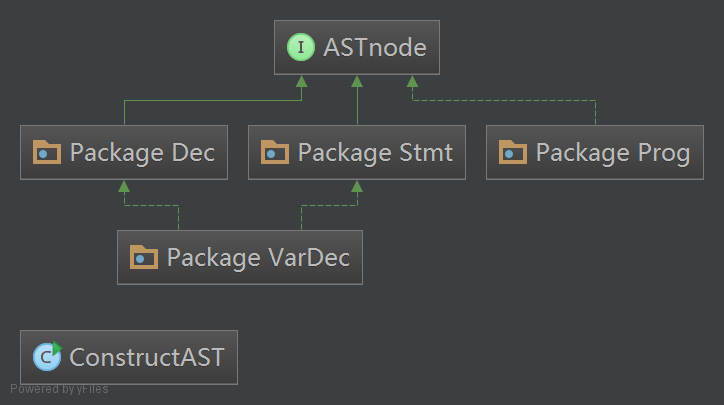 I ASTnode
Package Dec
Package Stmt
Package Prog
Package VarDec
C ConstructAST
Powered by yFiles